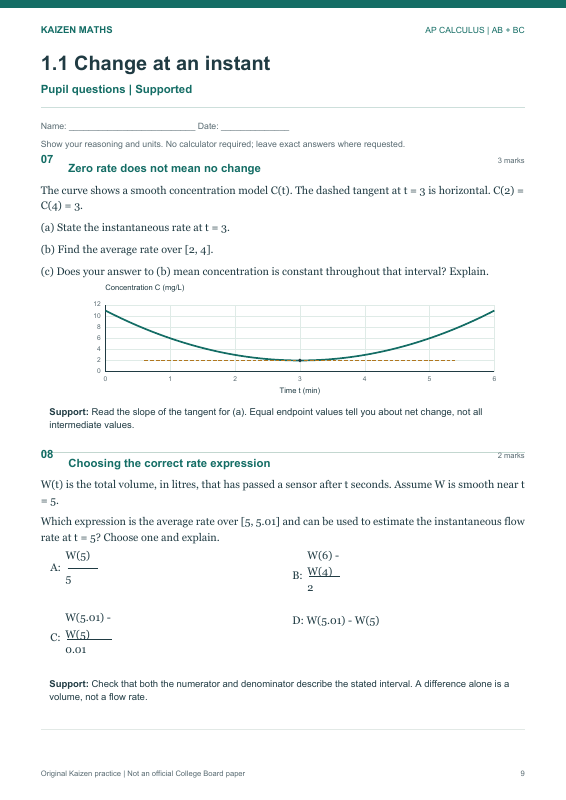 KAIZEN MATHS
AP CALCULUS | AB + BC
1.1 Change at an instant
Pupil questions | Supported
Name: __________________________ Date: ______________
Show your reasoning and units. No calculator required; leave exact answers where requested.
07
3 marks
Zero rate does not mean no change
The curve shows a smooth concentration model C(t). The dashed tangent at t = 3 is horizontal. C(2) =
C(4) = 3.
(a) State the instantaneous rate at t = 3.
(b) Find the average rate over [2, 4].
(c) Does your answer to (b) mean concentration is constant throughout that interval? Explain.
Concentration C (mg/L)
12
10
8
6
4
2
0
0 1 2 3 4 5 6
Time t (min)
Support: Read the slope of the tangent for (a). Equal endpoint values tell you about net change, not all
intermediate values.
08
2 marks
Choosing the correct rate expression
W(t) is the total volume, in litres, that has passed a sensor after t seconds. Assume W is smooth near t
= 5.
Which expression is the average rate over [5, 5.01] and can be used to estimate the instantaneous flow
rate at t = 5? Choose one and explain.
A: W(5)
5
B: W(6) -
W(4)
2
C: W(5.01) -
W(5)
0.01
D: W(5.01) - W(5)
Support: Check that both the numerator and denominator describe the stated interval. A difference alone is a
volume, not a flow rate.
Original Kaizen practice | Not an official College Board paper
9